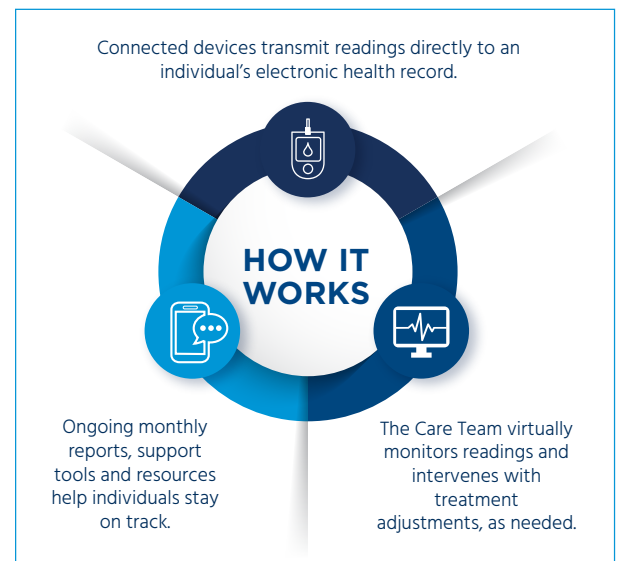 Connected devices transmit readings directly to an
individual's electronic health record.
HOW IT
WORKS
Ongoing monthly
reports, support
tools and resources
help individuals stay
on track.
The Care Team virtually
monitors readings and
intervenes with
treatment
adjustments, as needed.